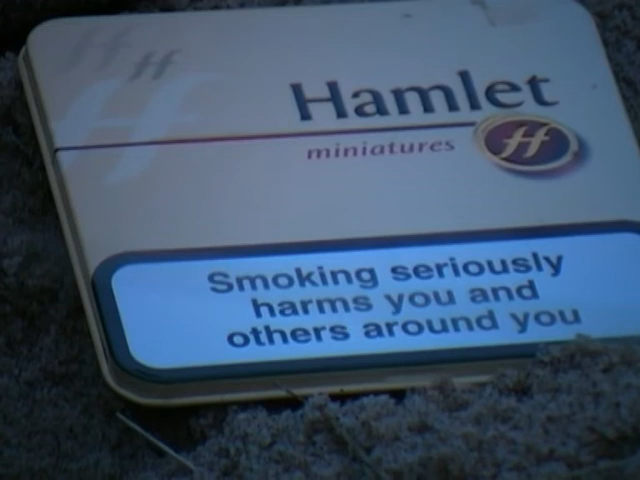 Hamlet
miniatures
H
Smoking seriously
harms you and
others around you